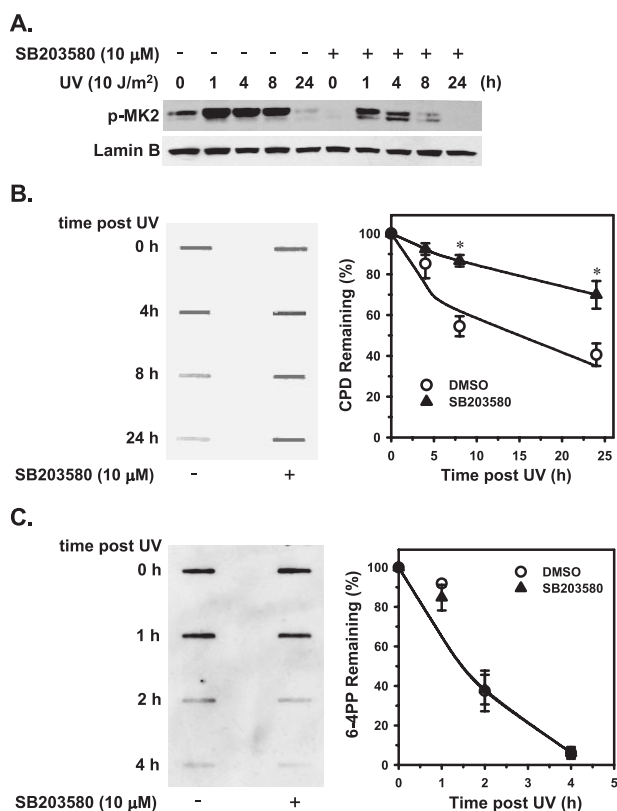 A.
SB203580 (10 μM) - - - - - + + + + +
UV (10 J/m²) 0 1 4 8 24 0 1 4 8 24 (h)
p-MK2
Lamin B
B.
time post UV
0 h
4h
8 h
24 h
SB203580 (10 μM) - +
CPD Remaining (%)
100
80
60
40
20
0
* *
DMSO
SB203580
0 5 10 15 20 25
Time post UV (h)
C.
time post UV
0 h
1 h
2 h
4 h
SB203580 (10 μM) - +
6-4PP Remaining (%)
100
80
60
40
20
0
DMSO
SB203580
0 1 2 3 4 5
Time post UV (h)